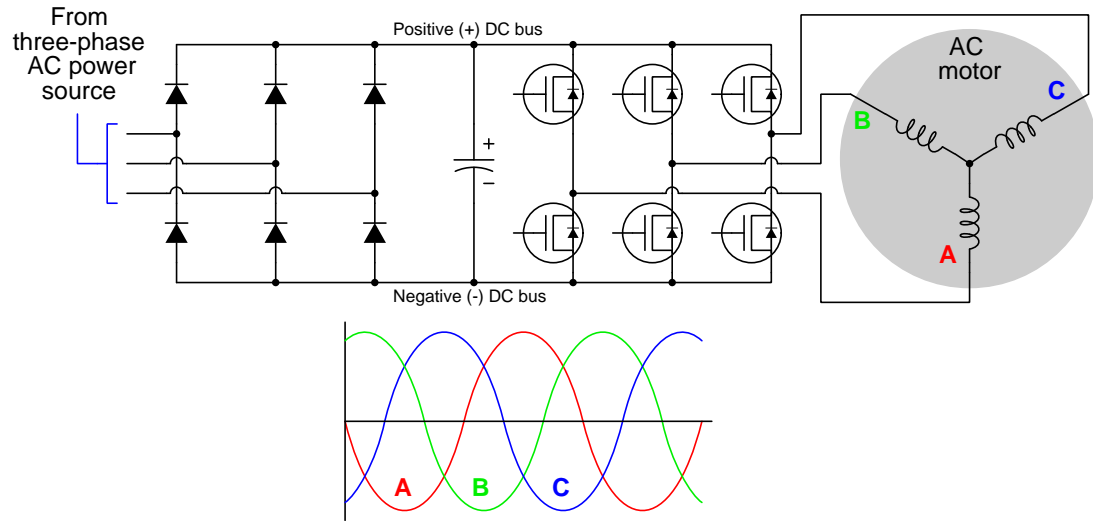 From
three-phase
AC power
source
Positive (+) DC bus
+
−
Negative (-) DC bus
AC
motor
C
B
A
A
B
C